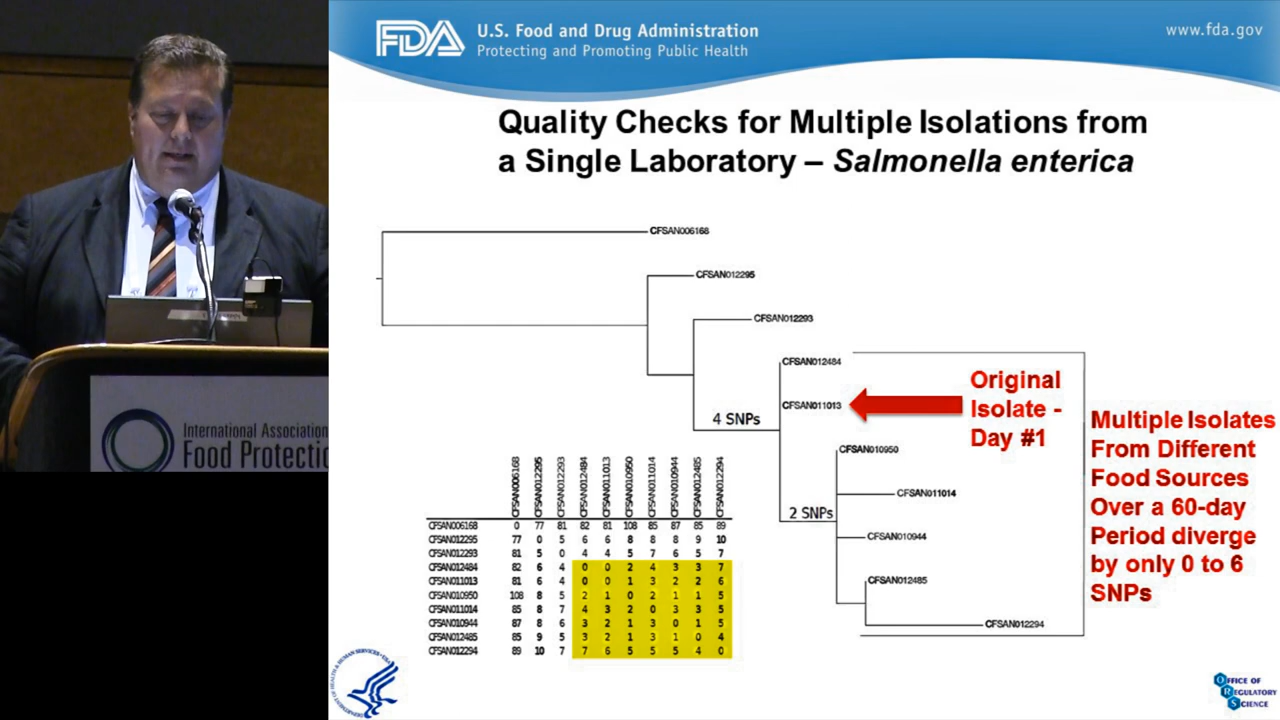 FDA
U.S. Food and Drug Administration
Protecting and Promoting Public Health
www.fda.gov
Quality Checks for Multiple Isolations from
a Single Laboratory – Salmonella enterica
CFSAN006168
CFSAN012295
CFSAN012293
CFSAN012484
CFSAN011013
4 SNPs
Original
Isolate -
Day #1
CFSAN010950
CFSAN011014
2 SNPs
CFSAN010944
CFSAN012485
CFSAN012294
Multiple Isolates
From Different
Food Sources
Over a 60-day
Period diverge
by only 0 to 6
SNPs
CFSAN006168 CFSAN012295 CFSAN012293 CFSAN012484 CFSAN011013 CFSAN010950 CFSAN011014 CFSAN010944 CFSAN012485 CFSAN012294
CFSAN006168 0 77 81 82 81 108 85 87 85 89
CFSAN012295 77 0 5 6 6 8 8 8 9 10
CFSAN012293 81 5 0 4 4 5 7 6 5 7
CFSAN012484 82 6 4 0 0 2 4 3 3 7
CFSAN011013 81 6 4 0 0 1 3 2 2 6
CFSAN010950 108 8 5 2 1 0 2 1 1 5
CFSAN011014 85 8 7 4 3 2 0 3 3 5
CFSAN010944 87 8 6 3 2 1 3 0 1 5
CFSAN012485 85 9 5 3 2 1 3 1 0 4
CFSAN012294 89 10 7 7 6 5 5 5 4 0
International Association
Food Protectio
OFFICE OF
REGULATORY
SCIENCE